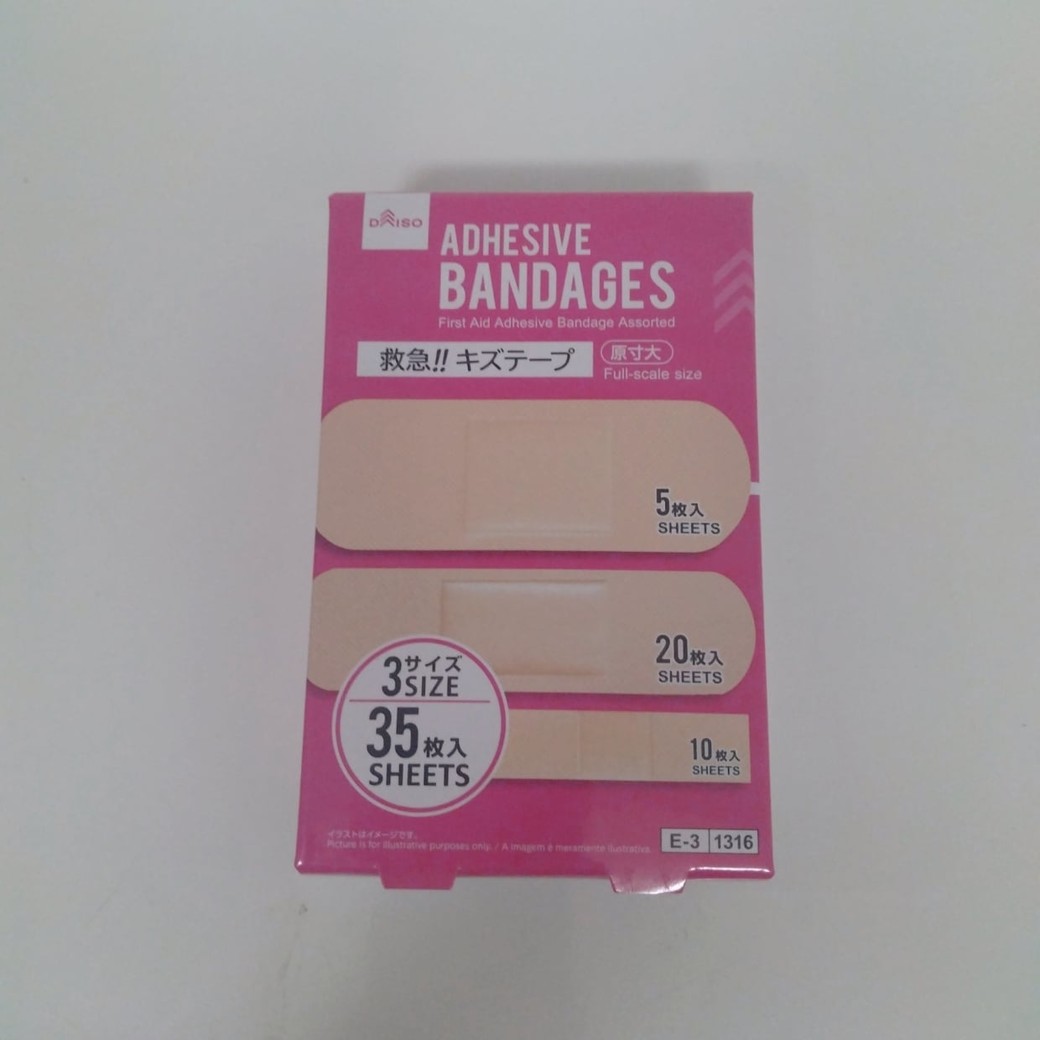 DAISO
ADHESIVE
BANDAGES
First Aid Adhesive Bandage Assorted
救急!! キズテープ
原寸大
Full-scale size
5枚入
SHEETS
20枚入
SHEETS
3サイズ
SIZE
35枚入
SHEETS
10枚入
SHEETS
イラストはイメージです。
Picture is for illustrative purposes only. / A imagem é meramente ilustrativa.
E-3 1316